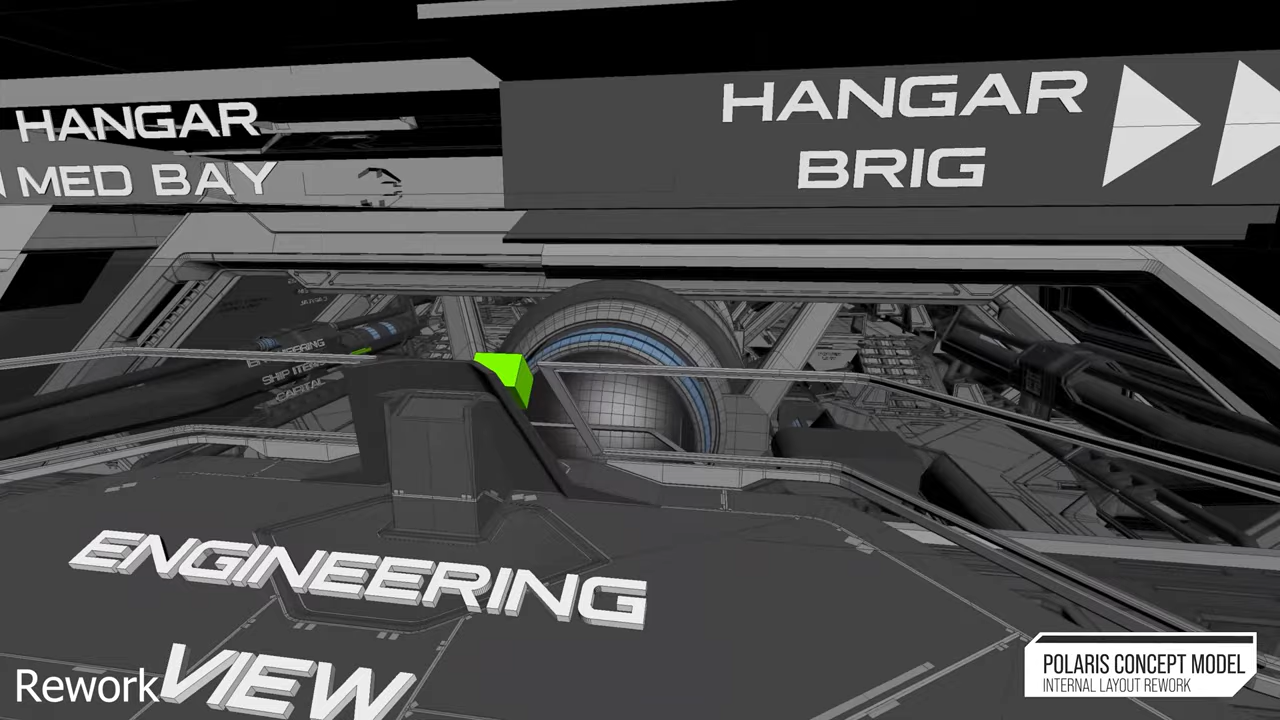 HANGAR
MED BAY
HANGAR
BRIG
ENGINEERING
SHIP ITEMS
CAPITAL
ENGINEERING
VIEW
Rework
POLARIS CONCEPT MODEL
INTERNAL LAYOUT REWORK